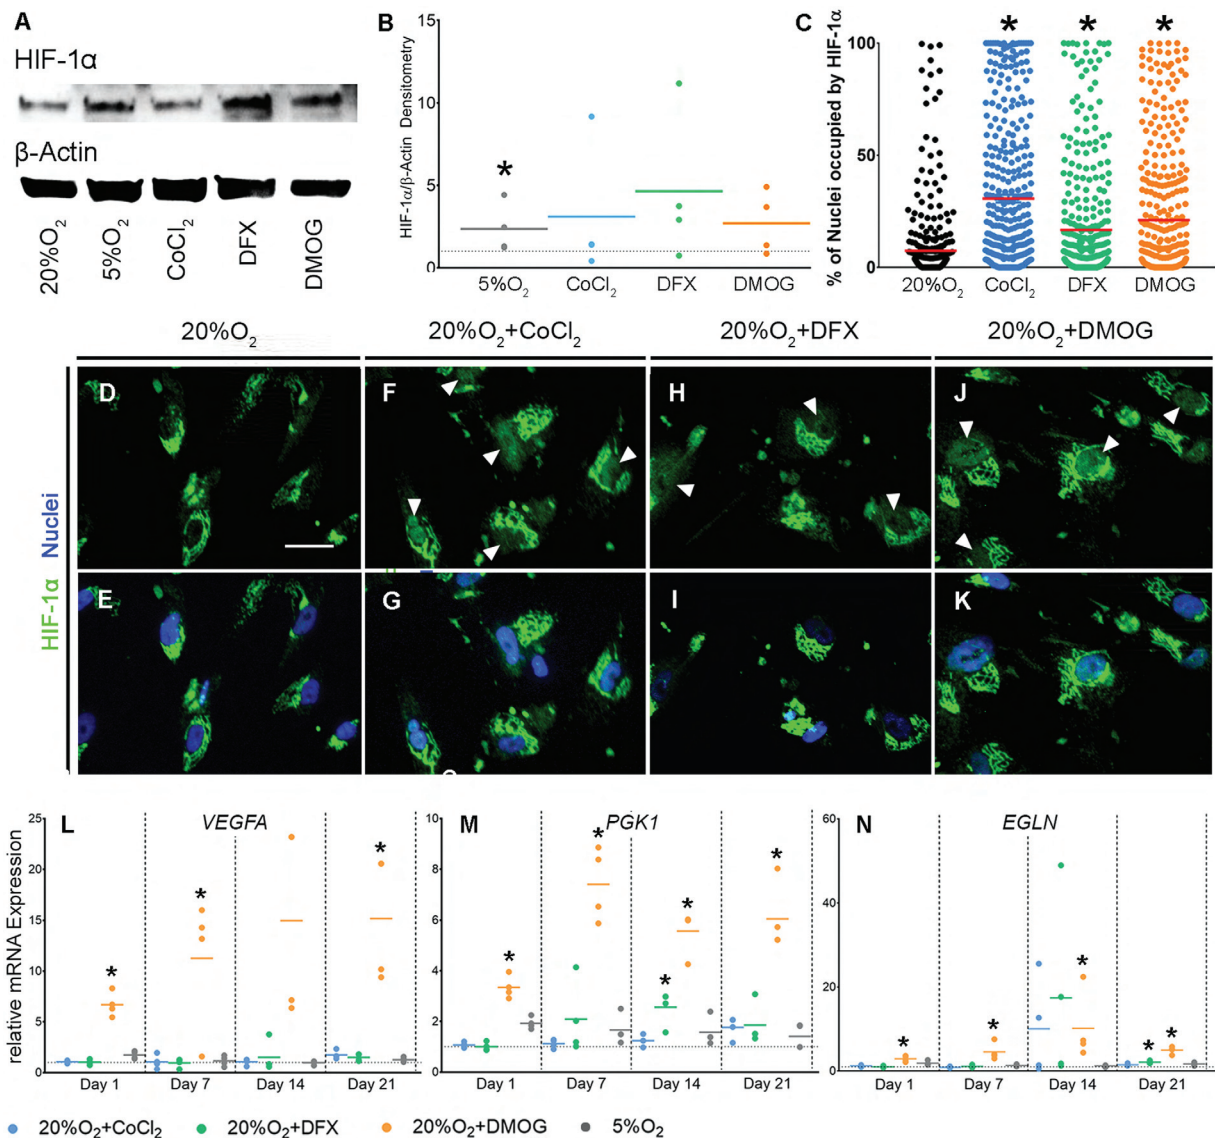 A
HIF-1α
β-Actin
20%O₂
5%O₂
CoCl₂
DFX
DMOG
B
HIF-1α/β-Actin Densitometry
15
10
5
0
*
5%O₂ CoCl₂ DFX DMOG
C
% of Nuclei occupied by HIF-1α
100
50
0
* * *
20%O₂ CoCl₂ DFX DMOG
20%O₂ 20%O₂+CoCl₂ 20%O₂+DFX 20%O₂+DMOG
HIF-1α Nuclei
D F H J
E G I K
relative mRNA Expression
L VEGFA
25
20
15
10
5
0
* * *
Day 1 Day 7 Day 14 Day 21
M PGK1
10
8
6
4
2
0
* * * * *
Day 1 Day 7 Day 14 Day 21
N EGLN
60
40
20
0
* * * * *
Day 1 Day 7 Day 14 Day 21
20%O₂+CoCl₂ 20%O₂+DFX 20%O₂+DMOG 5%O₂